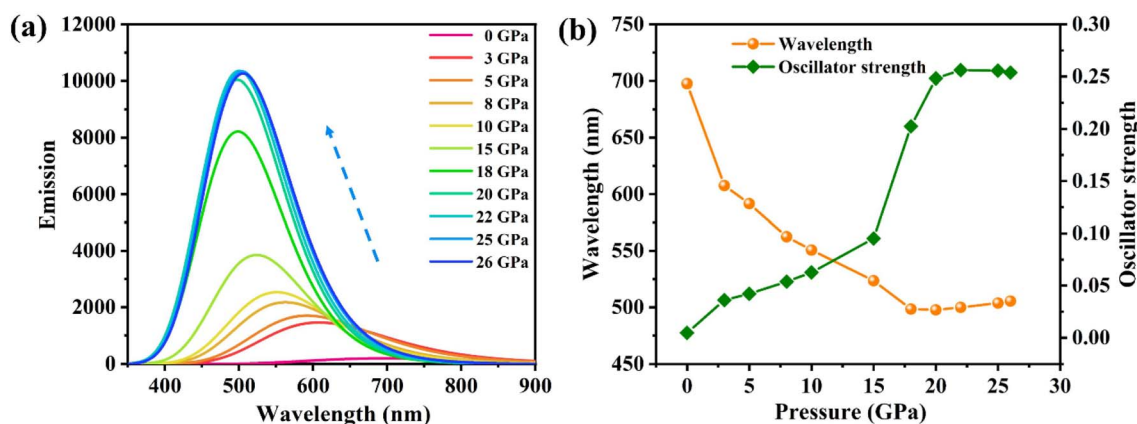 (a)
12000
10000
8000
6000
4000
2000
0
Emission
400
500
600
700
800
900
Wavelength (nm)
0 GPa
3 GPa
5 GPa
8 GPa
10 GPa
15 GPa
18 GPa
20 GPa
22 GPa
25 GPa
26 GPa
(b)
750
700
650
600
550
500
450
Wavelength (nm)
Wavelength
Oscillator strength
0
5
10
15
20
25
30
Pressure (GPa)
0.30
0.25
0.20
0.15
0.10
0.05
0.00
Oscillator strength